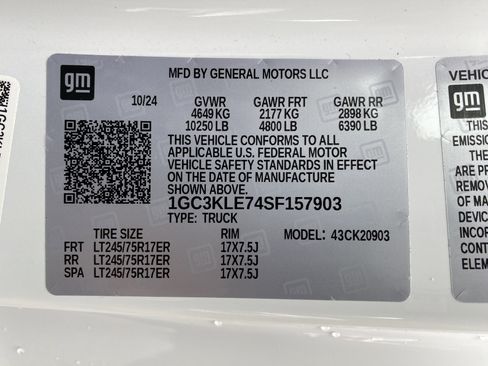 gm
MFD BY GENERAL MOTORS LLC
10/24 GVWR GAWR FRT GAWR RR
4649 KG 2177 KG 2898 KG
10250 LB 4800 LB 6390 LB
THIS VEHICLE CONFORMS TO ALL
APPLICABLE U.S. FEDERAL MOTOR
VEHICLE SAFETY STANDARDS IN EFFECT
ON THE DATE OF MANUFACTURE
SHOWN ABOVE.
1GC3KLE74SF157903
TYPE: TRUCK
TIRE SIZE RIM MODEL: 43CK20903
FRT LT245/75R17ER 17X7.5J
RR LT245/75R17ER 17X7.5J
SPA LT245/75R17ER 17X7.5J
VEHICL
gm
THIS
EMISSION